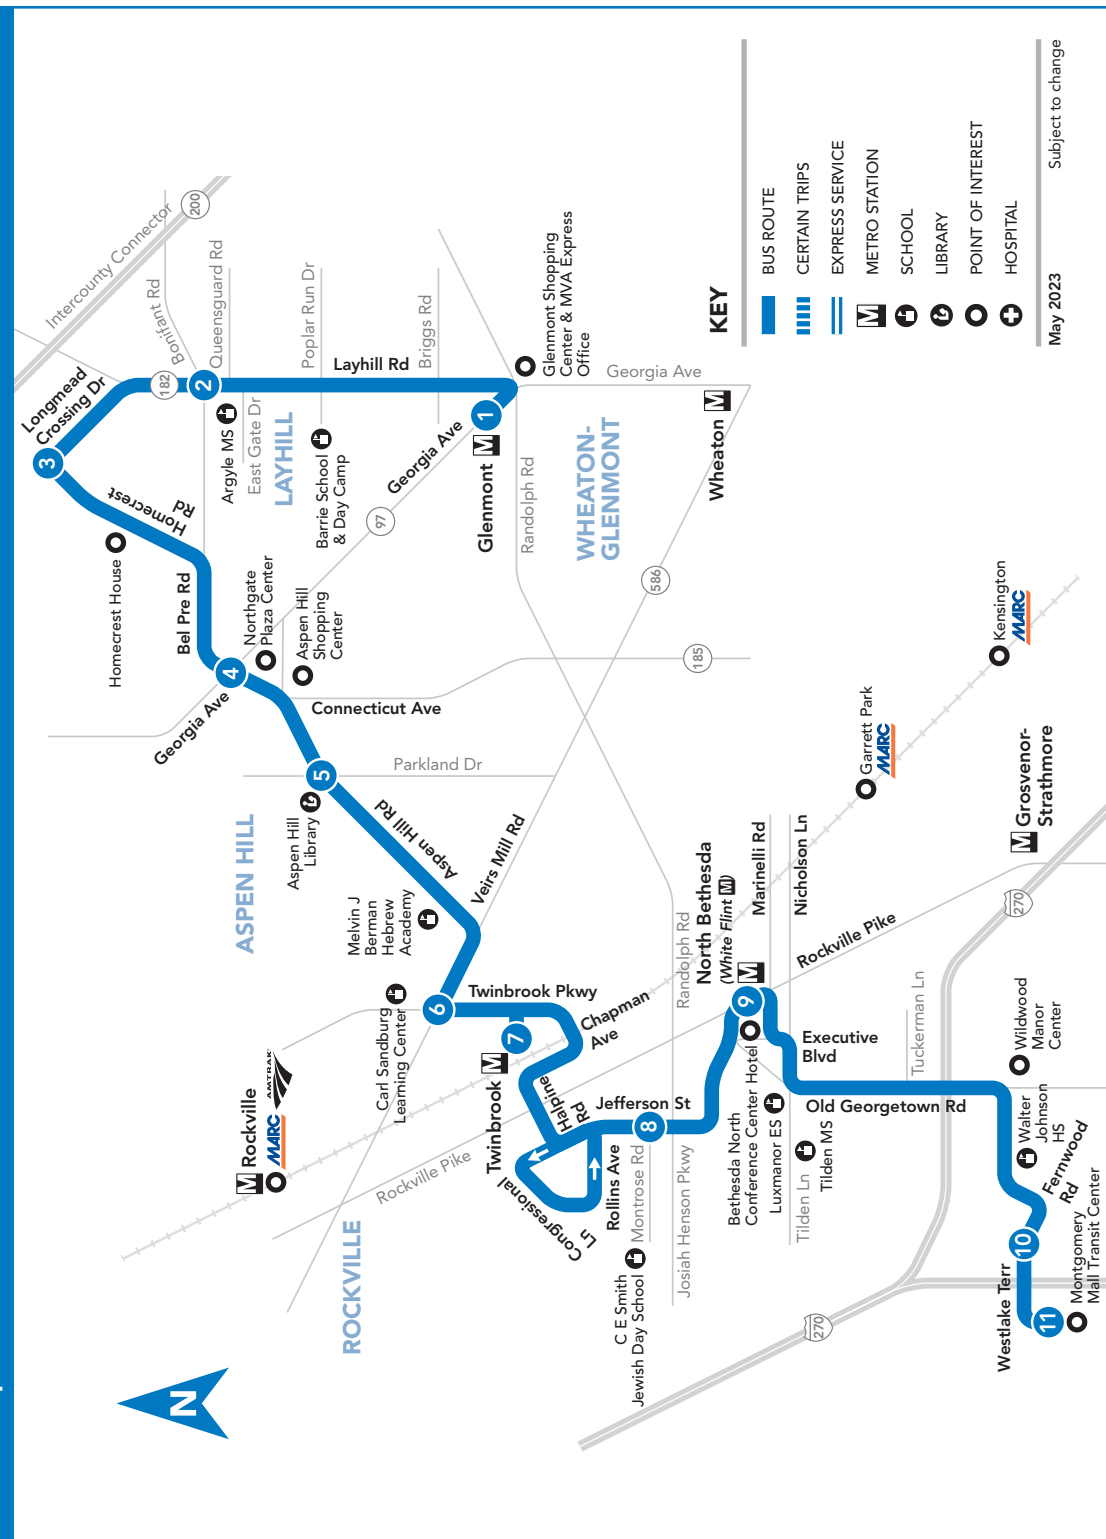 Intercounty Connector
200
Bonifant Rd
Queensguard Rd
182
2
Longmead
Crossing Dr
3
Homecrest
Rd
Homecrest House
Argyle MS
East Gate Dr
LAYHILL
Poplar Run Dr
Layhill Rd
Briggs Rd
Barrie School
& Day Camp
Georgia Ave
1
Glenmont M
Glenmont Shopping
Center & MVA Express
Office
Georgia Ave
Randolph Rd
WHEATON-
GLENMONT
Wheaton M
97
586
185
Bel Pre Rd
Northgate
Plaza Center
Aspen Hill
Shopping
Center
4
Georgia Ave
Connecticut Ave
5
Parkland Dr
Aspen Hill
Library
Aspen Hill Rd
ASPEN HILL
Veirs Mill Rd
Melvin J
Berman
Hebrew
Academy
Carl Sandburg
Learning Center
6
Twinbrook Pkwy
7
Twinbrook M
Chapman
Ave
Halpine
Rd
M Rockville
MARC
AMTRAK
Rockville Pike
Congressional
Ln
Rollins Ave
Jefferson St
8
Montrose Rd
Randolph Rd
Josiah Henson Pkwy
C E Smith
Jewish Day School
ROCKVILLE
North Bethesda
(White Flint M)
M
9
Marinelli Rd
Nicholson Ln
Rockville Pike
Bethesda North
Conference Center Hotel
Luxmanor ES
Tilden Ln
Tilden MS
Executive
Blvd
Old Georgetown Rd
Tuckerman Ln
Kensington
MARC
Garrett Park
MARC
M Grosvenor-
Strathmore
270
Wildwood
Manor
Center
Walter
Johnson
HS
Fernwood
Rd
10
Westlake Terr
11
Montgomery
Mall Transit Center
270
N
KEY
BUS ROUTE
CERTAIN TRIPS
EXPRESS SERVICE
M METRO STATION
SCHOOL
LIBRARY
POINT OF INTEREST
HOSPITAL
May 2023
Subject to change